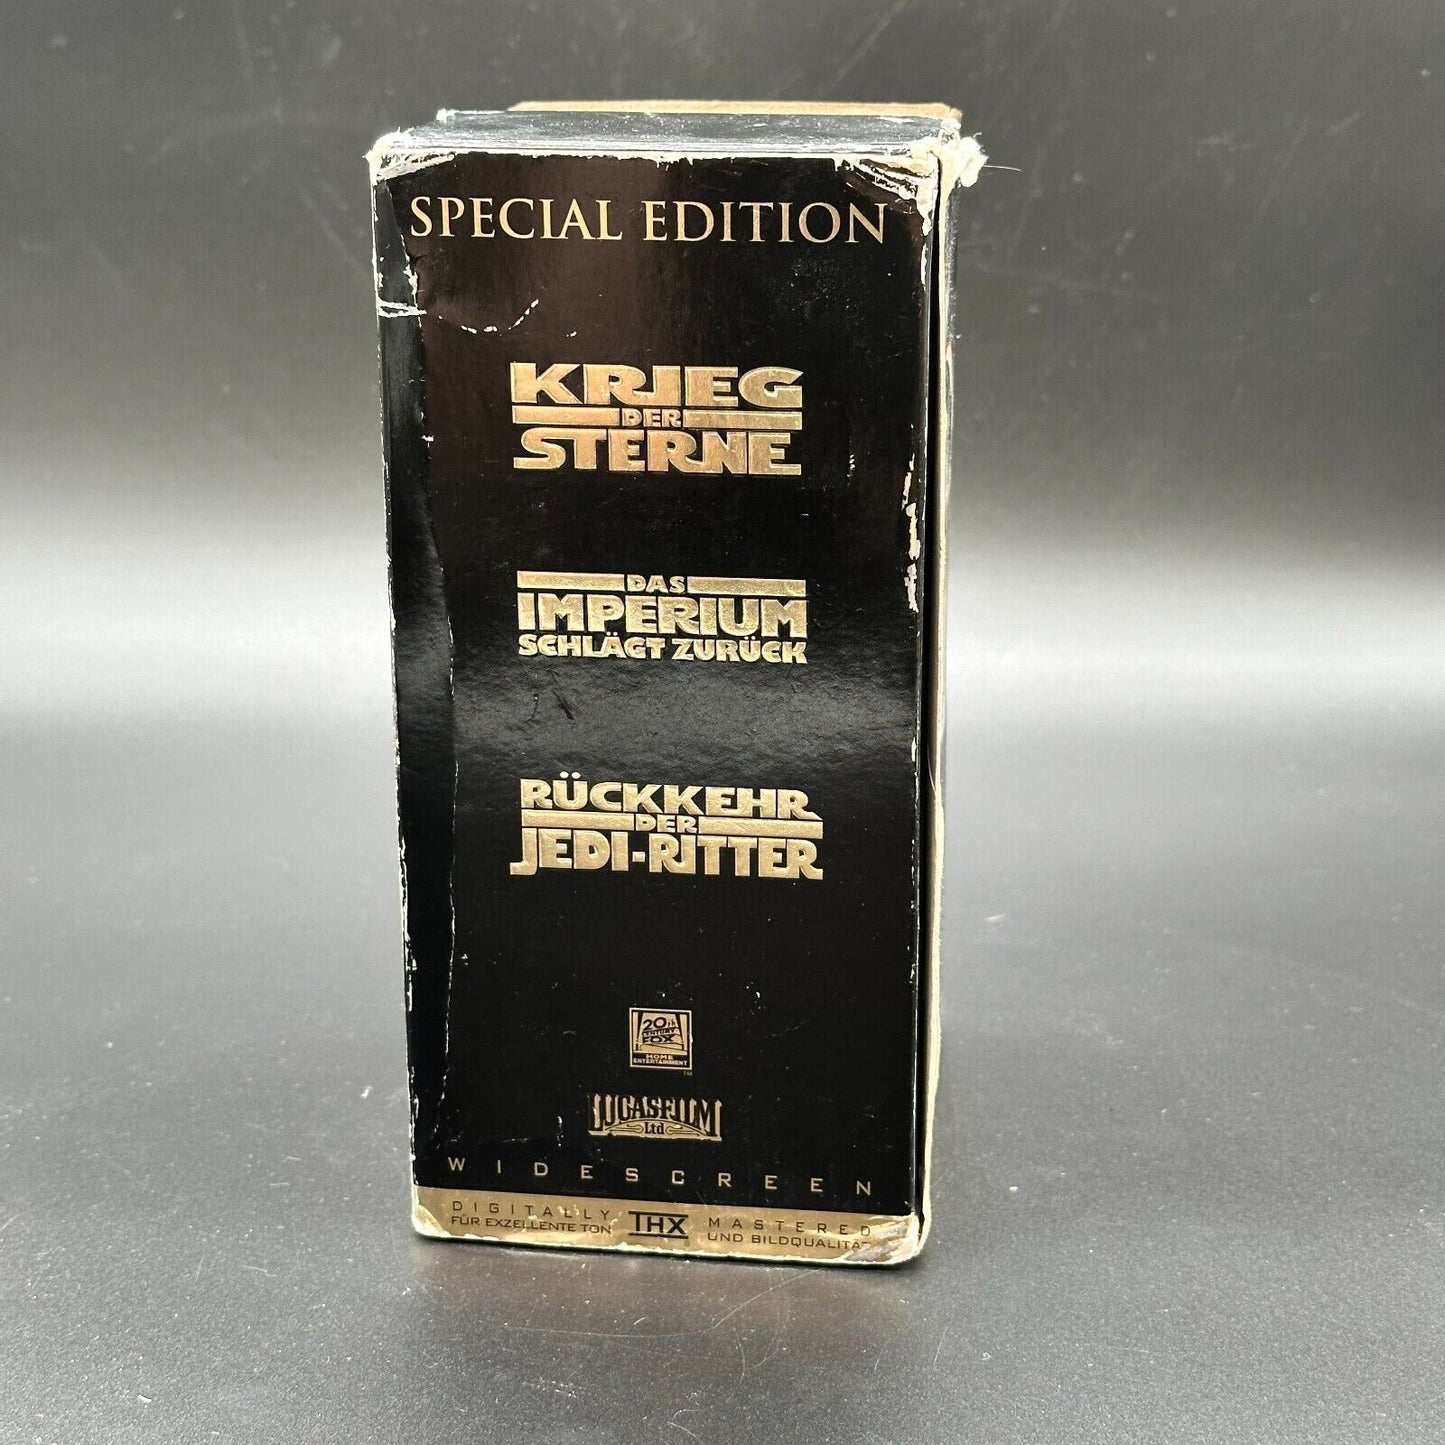 SPECIAL EDITION
KRIEG
DER
STERNE
DAS
IMPERIUM
SCHLÄGT ZURÜCK
RÜCKKEHR
DER
JEDI-RITTER
20th
CENTURY
FOX
HOME
ENTERTAINMENT
TM
LUCASFILM
Ltd
WIDESCREEN
DIGITALLY THX MASTERED
FÜR EXZELLENTE TON UND BILDQUALITÄT